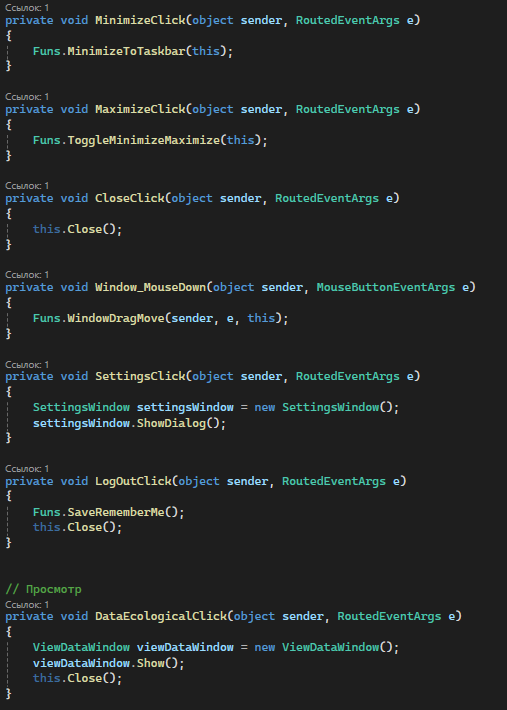 Ссылок: 1
private void MinimizeClick(object sender, RoutedEventArgs e)
{
    Funs.MinimizeToTaskbar(this);
}
Ссылок: 1
private void MaximizeClick(object sender, RoutedEventArgs e)
{
    Funs.ToggleMinimizeMaximize(this);
}
Ссылок: 1
private void CloseClick(object sender, RoutedEventArgs e)
{
    this.Close();
}
Ссылок: 1
private void Window_MouseDown(object sender, MouseButtonEventArgs e)
{
    Funs.WindowDragMove(sender, e, this);
}
Ссылок: 1
private void SettingsClick(object sender, RoutedEventArgs e)
{
    SettingsWindow settingsWindow = new SettingsWindow();
    settingsWindow.ShowDialog();
}
Ссылок: 1
private void LogOutClick(object sender, RoutedEventArgs e)
{
    Funs.SaveRememberMe();
    this.Close();
}
// Просмотр
Ссылок: 1
private void DataEcologicalClick(object sender, RoutedEventArgs e)
{
    ViewDataWindow viewDataWindow = new ViewDataWindow();
    viewDataWindow.Show();
    this.Close();
}